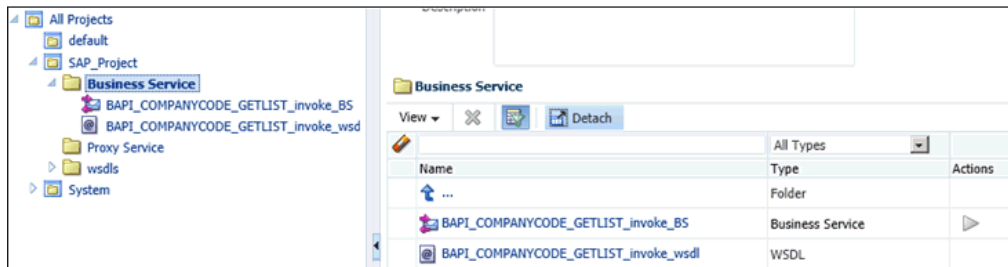 All Projects
default
SAP_Project
Business Service
BAPI_COMPANYCODE_GETLIST_invoke_BS
BAPI_COMPANYCODE_GETLIST_invoke_wsd
Proxy Service
wsdls
System
Business Service
View
Detach
All Types
Name Type Actions
... Folder
BAPI_COMPANYCODE_GETLIST_invoke_BS Business Service
BAPI_COMPANYCODE_GETLIST_invoke_wsdl WSDL